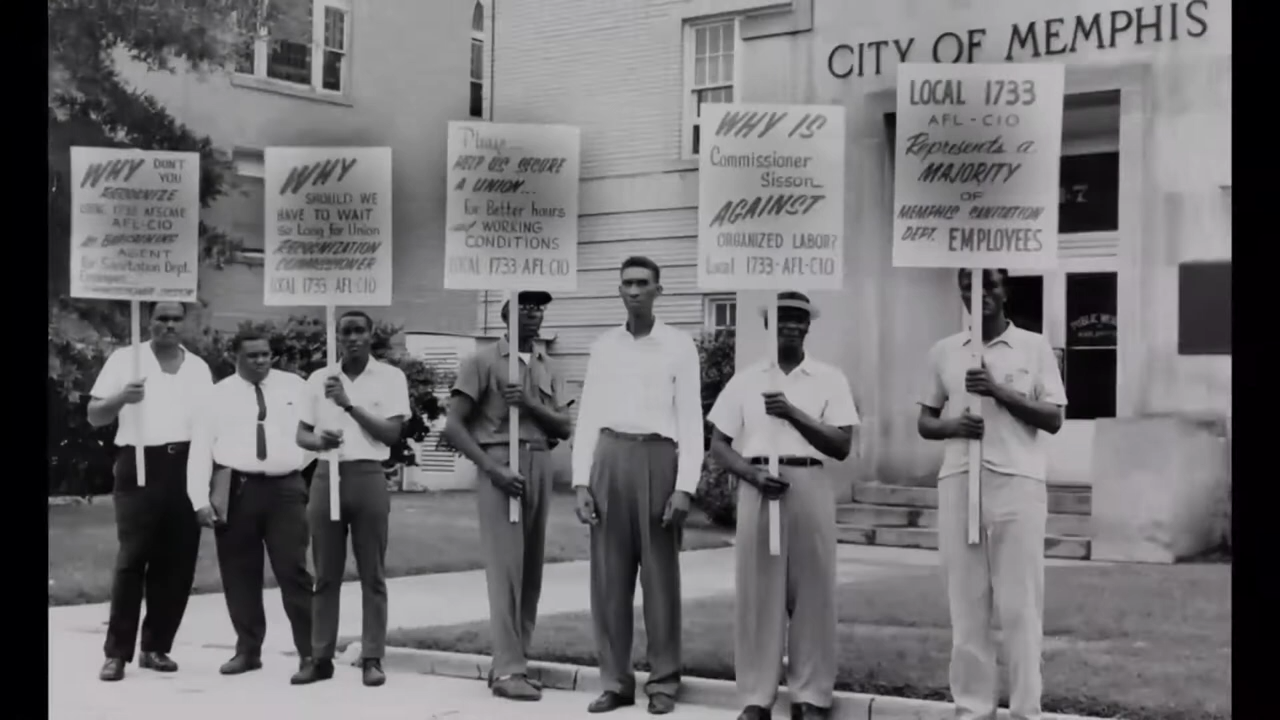 CITY OF MEMPHIS
WHY DON'T
YOU
RECOGNIZE
LOCAL 1733 AFSCME
AFL-CIO
as BARGAINING
AGENT
for Sanitation Dept.
WHY
SHOULD WE
HAVE TO WAIT
so Long for Union
RECOGNIZATION
COMMISSIONER
LOCAL 1733 AFL-CIO
Please...
HELP US SECURE
A UNION...
for Better hours
and WORKING
CONDITIONS
LOCAL 1733-AFL CIO
WHY IS
Commissioner
Sisson
AGAINST
ORGANIZED LABOR?
Local 1733-AFL-CIO
LOCAL 1733
AFL-CIO
Represents a
MAJORITY
OF
MEMPHIS SANITATION
DEPT. EMPLOYEES
PUBLIC